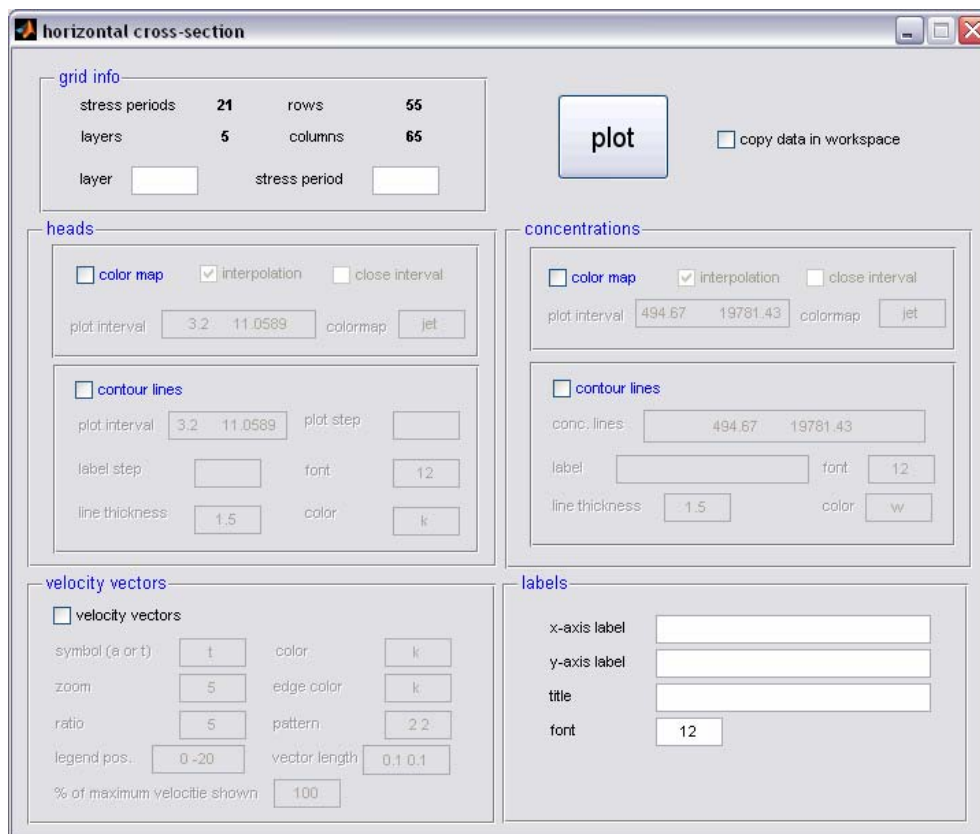 horizontal cross-section
grid info
stress periods 21 rows 55
layers 5 columns 65
layer stress period
plot
copy data in workspace
heads
color map interpolation close interval
plot interval 3.2 11.0589 colormap jet
contour lines
plot interval 3.2 11.0589 plot step
label step font 12
line thickness 1.5 color k
concentrations
color map interpolation close interval
plot interval 494.67 19781.43 colormap jet
contour lines
conc. lines 494.67 19781.43
label font 12
line thickness 1.5 color w
velocity vectors
velocity vectors
symbol (a or t) t color k
zoom 5 edge color k
ratio 5 pattern 2 2
legend pos. 0 -20 vector length 0.1 0.1
% of maximum velocitie shown 100
labels
x-axis label
y-axis label
title
font 12